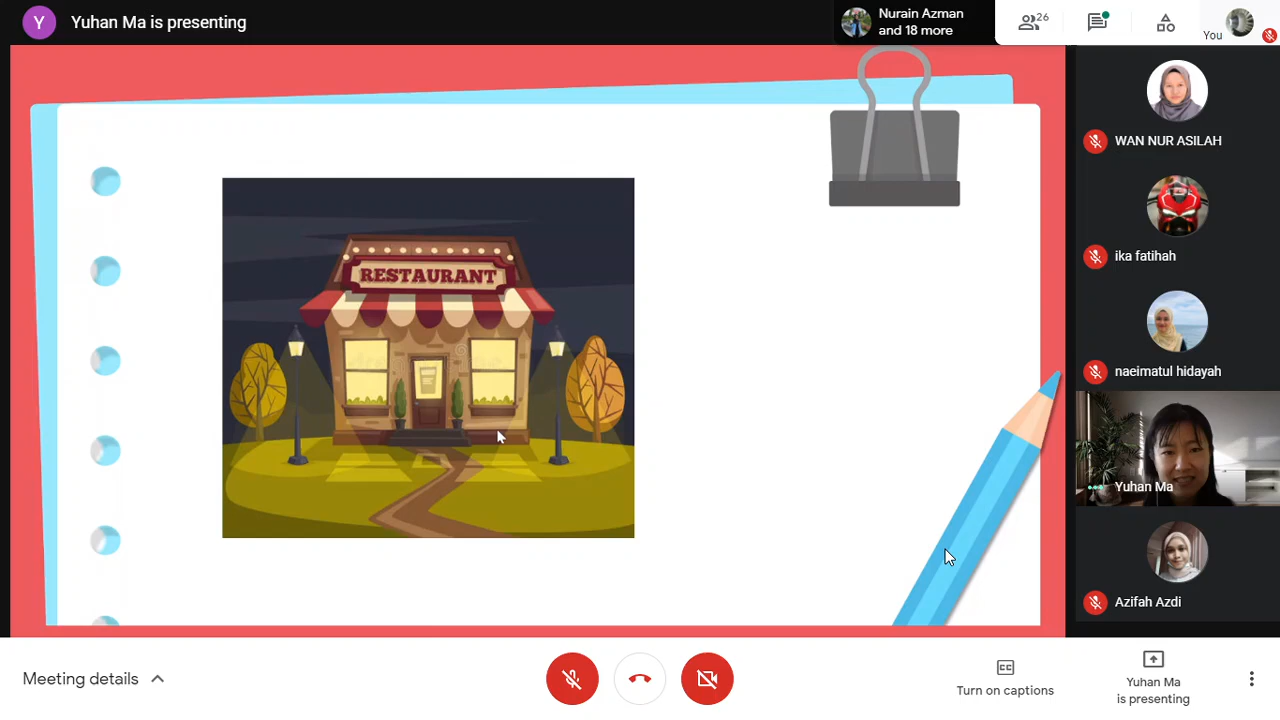 Y
Yuhan Ma is presenting
Nurain Azman
and 18 more
26
You
WAN NUR ASILAH
ika fatihah
naeimatul hidayah
Yuhan Ma
Azifah Azdi
RESTAURANT
Meeting details
CC
Turn on captions
Yuhan Ma
is presenting